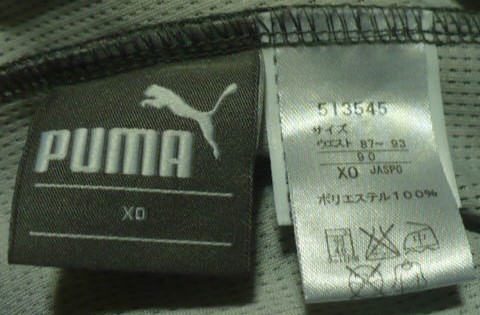 PUMA
XO
513545
サイズ
ウエスト 87~ 93
90
XO JASPO
ポリエステル100%